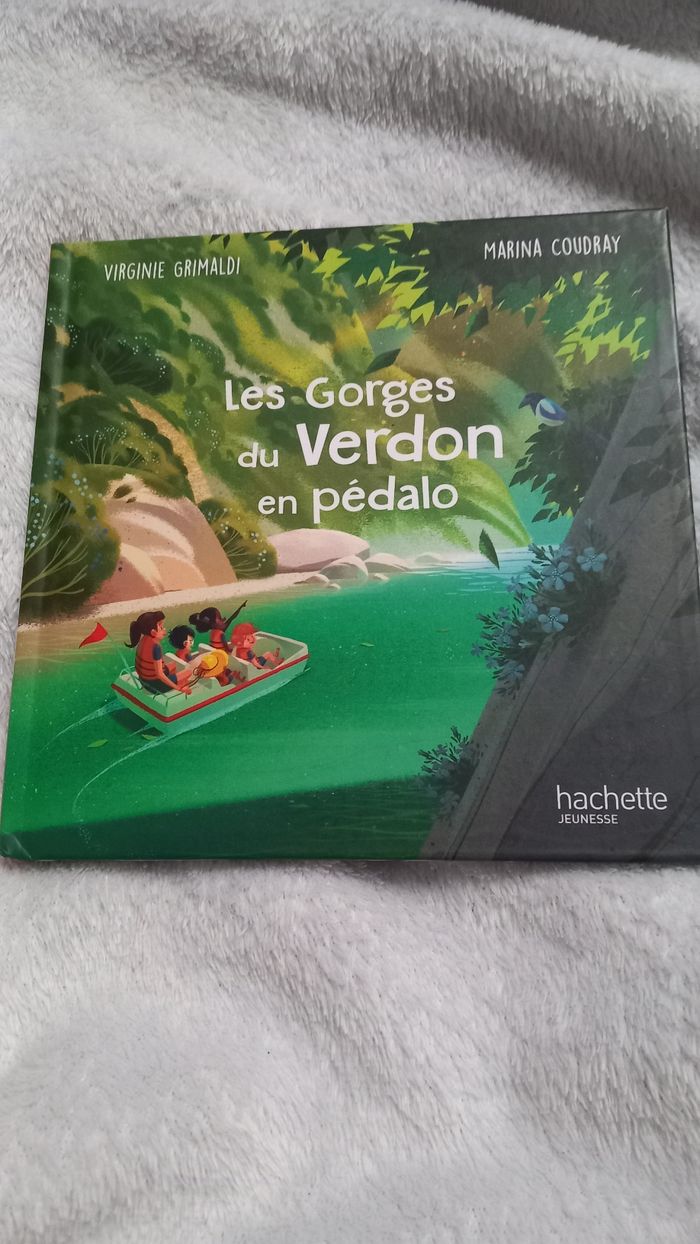 VIRGINIE GRIMALDI
MARINA COUDRAY
Les Gorges
du Verdon
en pédalo
hachette
JEUNESSE